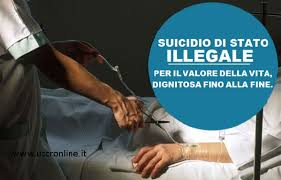 SUICIDIO DI STATO
ILLEGALE
PER IL VALORE DELLA VITA,
DIGNITOSA FINO ALLA FINE.
www.uccronline.it